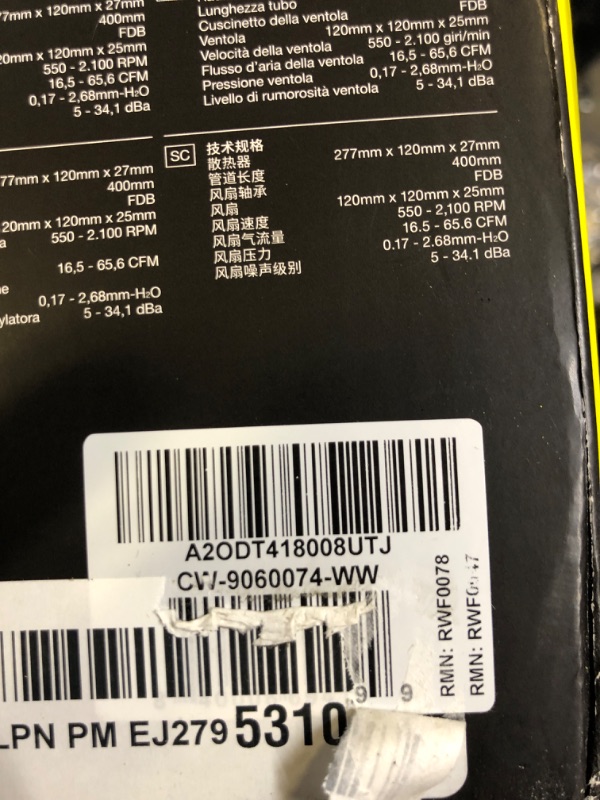 7mm x 120mm x 27mm
400mm
FDB
20mm x 120mm x 25mm
550 - 2.100 RPM
16,5 - 65,6 CFM
0,17 - 2,68mm-H₂O
5 - 34,1 dBa
Lunghezza tubo
Cuscinetto della ventola FDB
Ventola 120mm x 120mm x 25mm
Velocità della ventola 550 - 2.100 giri/min
Flusso d'aria della ventola 16,5 - 65,6 CFM
Pressione ventola 0,17 - 2,68mm-H₂O
Livello di rumorosità ventola 5 - 34,1 dBa
77mm x 120mm x 27mm
400mm
FDB
20mm x 120mm x 25mm
550 - 2.100 RPM
16,5 - 65,6 CFM
0,17 - 2,68mm-H₂O
ylatora 5 - 34,1 dBa
SC 技术规格
散热器 277mm x 120mm x 27mm
管道长度 400mm
风扇轴承 FDB
风扇 120mm x 120mm x 25mm
风扇速度 550 - 2,100 RPM
风扇气流量 16.5 - 65.6 CFM
风扇压力 0.17 - 2.68mm-H₂O
风扇噪声级别 5 - 34.1 dBa
A2ODT418008UTJ
CW-9060074-WW
9 9
RMN: RWF0078
RMN: RWF0
LPN PM EJ279 5310